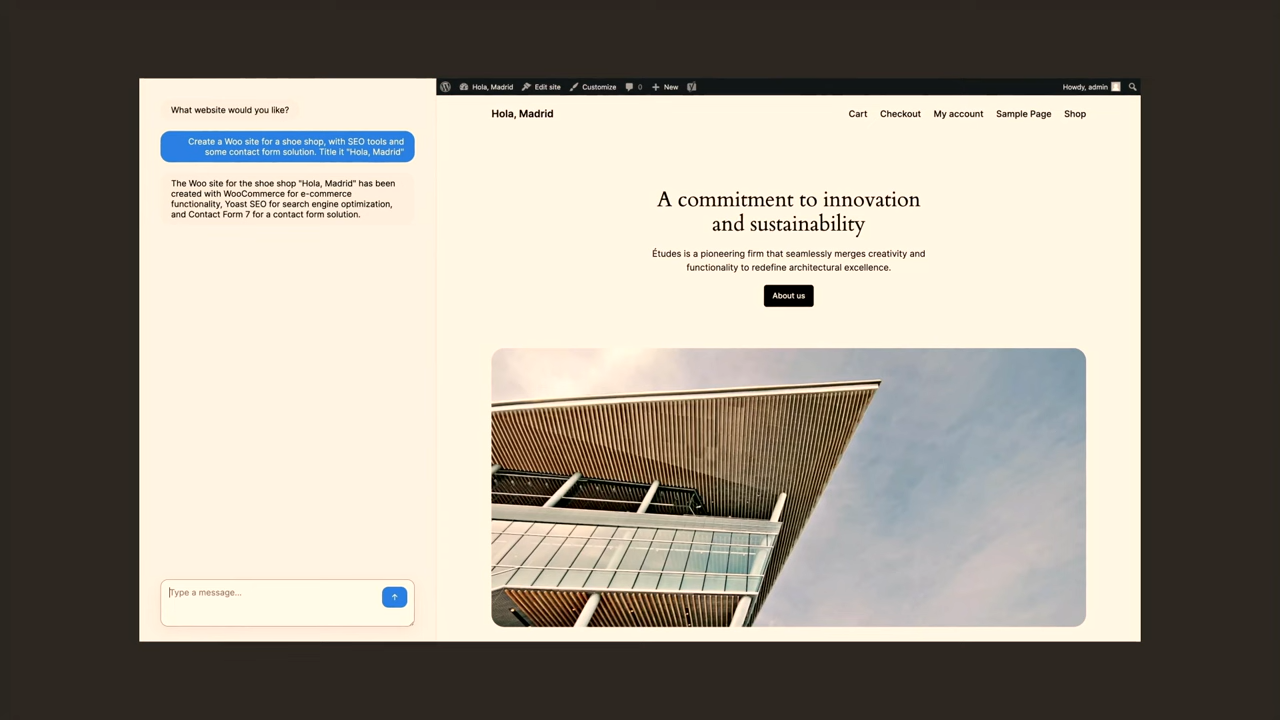 What website would you like?
Create a Woo site for a shoe shop, with SEO tools and
some contact form solution. Title it "Hola, Madrid"
The Woo site for the shoe shop "Hola, Madrid" has been
created with WooCommerce for e-commerce
functionality, Yoast SEO for search engine optimization,
and Contact Form 7 for a contact form solution.
Type a message...
Hola, Madrid Edit site Customize 0 New Howdy, admin
Hola, Madrid Cart Checkout My account Sample Page Shop
A commitment to innovation
and sustainability
Études is a pioneering firm that seamlessly merges creativity and
functionality to redefine architectural excellence.
About us